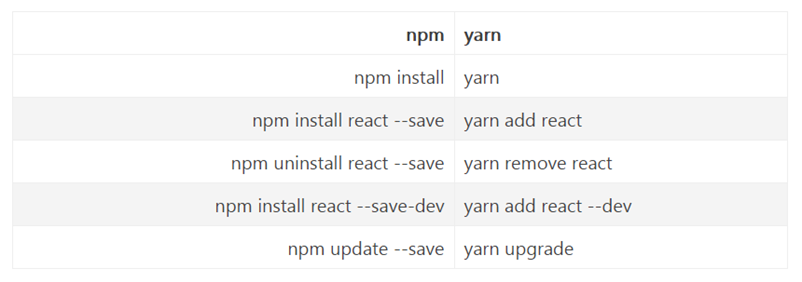 npm yarn
npm install yarn
npm install react --save yarn add react
npm uninstall react --save yarn remove react
npm install react --save-dev yarn add react --dev
npm update --save yarn upgrade